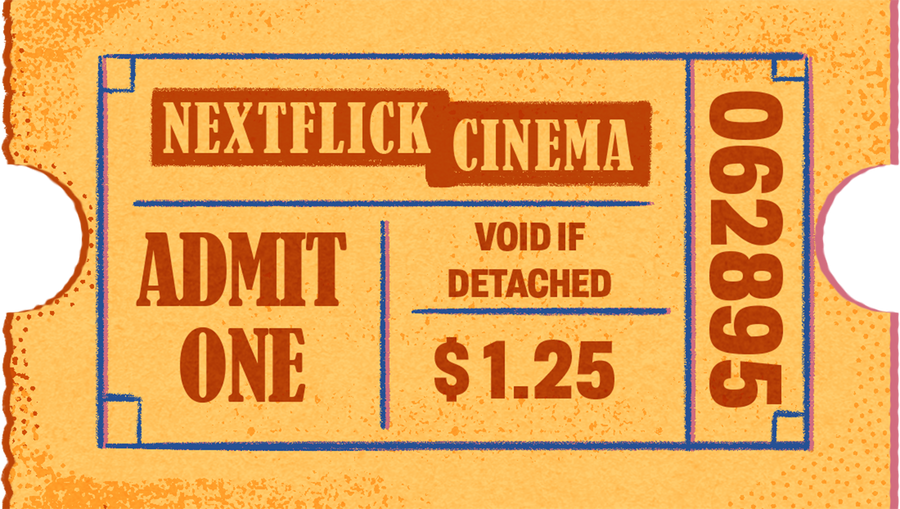 NEXTFLICK CINEMA
ADMIT
ONE
VOID IF
DETACHED
$1.25
062895